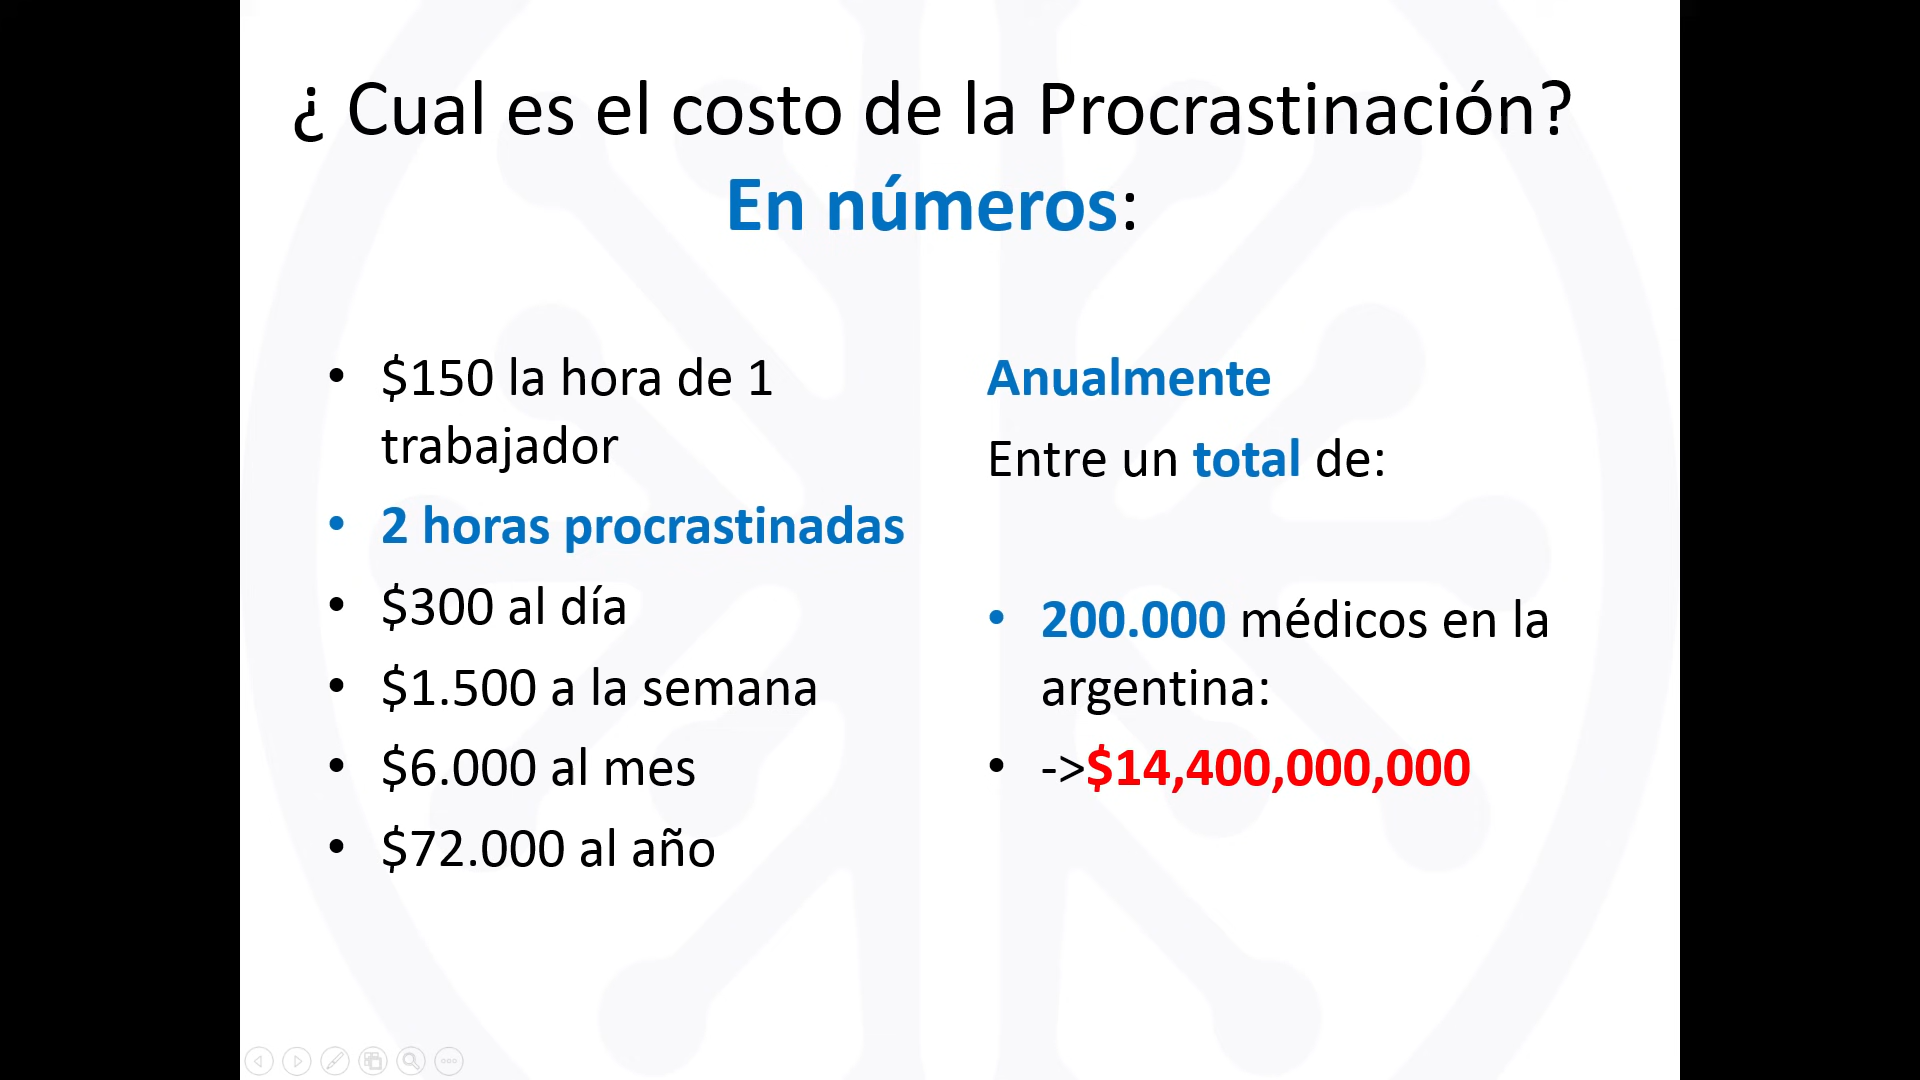 ¿ Cual es el costo de la Procrastinación?
En números:
• $150 la hora de 1
trabajador
• 2 horas procrastinadas
• $300 al día
• $1.500 a la semana
• $6.000 al mes
• $72.000 al año
Anualmente
Entre un total de:
• 200.000 médicos en la
argentina:
• ->$14,400,000,000